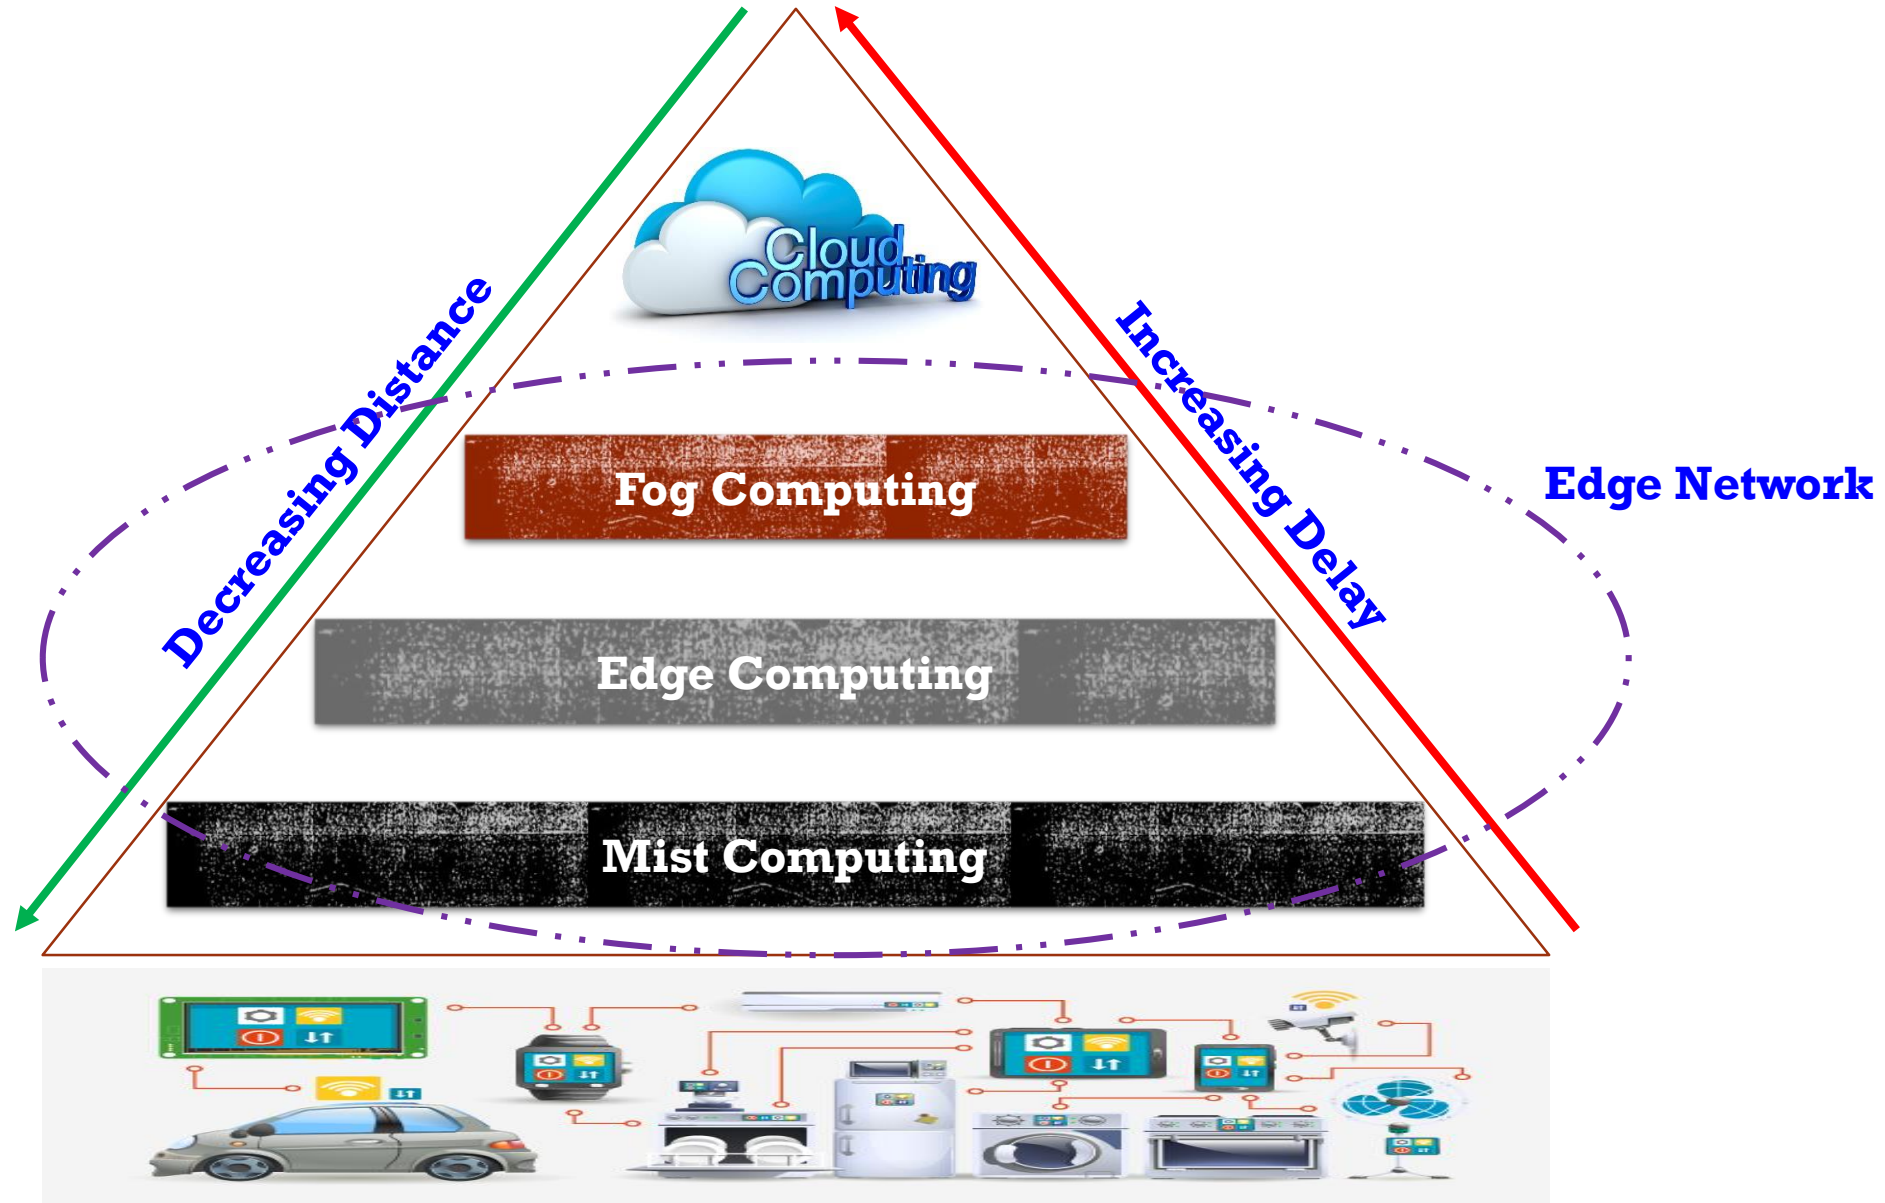 Cloud
Computing
Decreasing Distance
Increasing Delay
Edge Network
Fog Computing
Edge Computing
Mist Computing